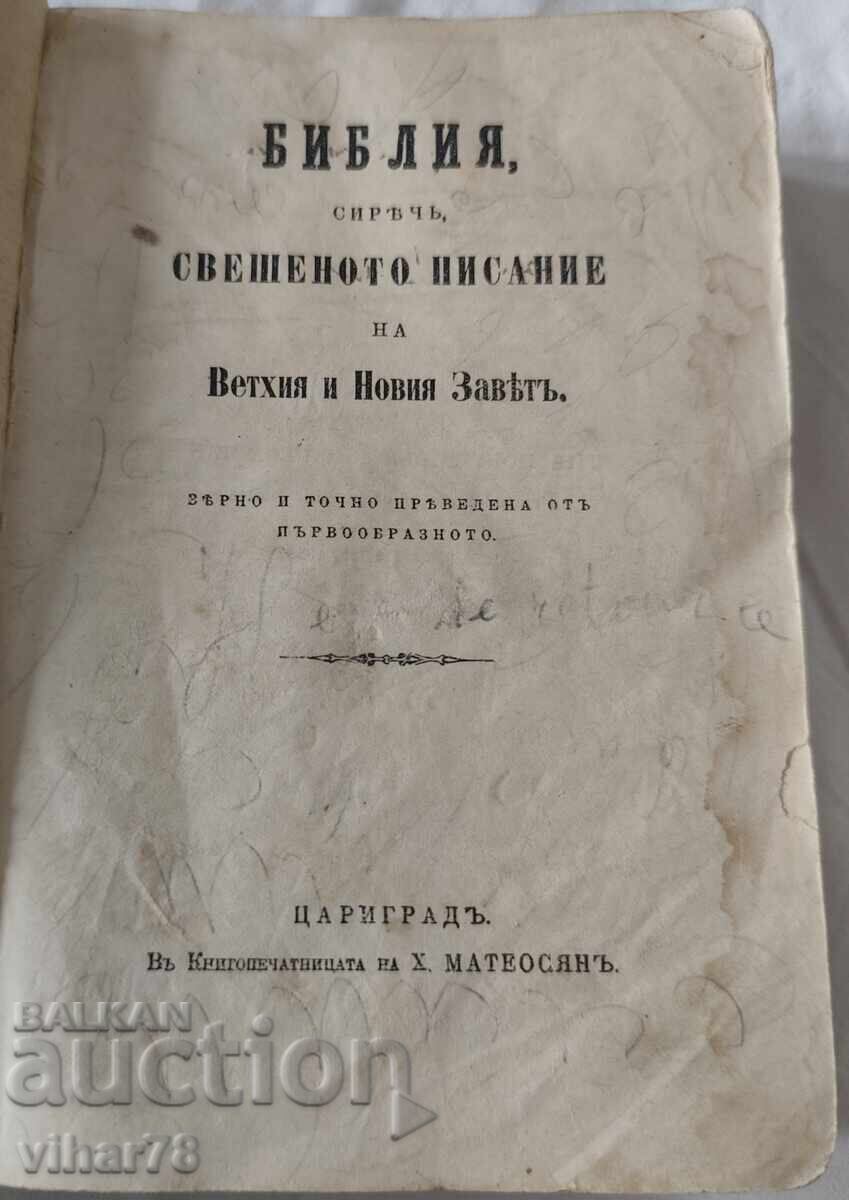 БИБЛИЯ,
СИРѢЧЬ,
СВЕЩЕНОТО ПИСАНИЕ
НА
Ветхия и Новия Завѣтъ.
ВѢРНО И ТОЧНО ПРѢВЕДЕНА ОТЪ
ПЪРВООБРАЗНОТО.
ЦАРИГРАДЪ.
Въ Книгопечатницата на Х. МАТЕОСЯНЪ.
BALKAN
auction
vihar78